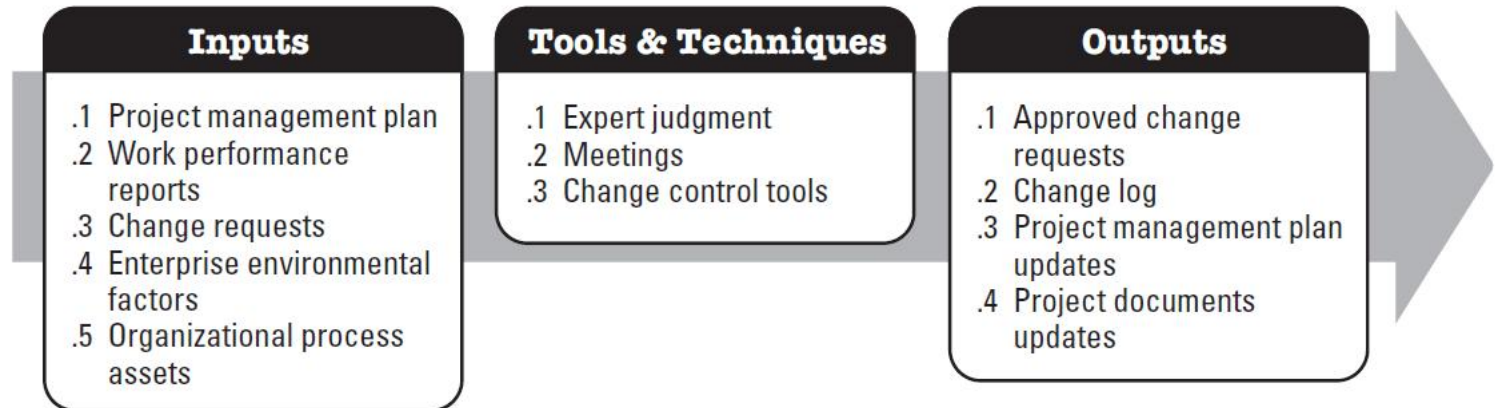 Inputs
.1 Project management plan
.2 Work performance
reports
.3 Change requests
.4 Enterprise environmental
factors
.5 Organizational process
assets
Tools & Techniques
.1 Expert judgment
.2 Meetings
.3 Change control tools
Outputs
.1 Approved change
requests
.2 Change log
.3 Project management plan
updates
.4 Project documents
updates